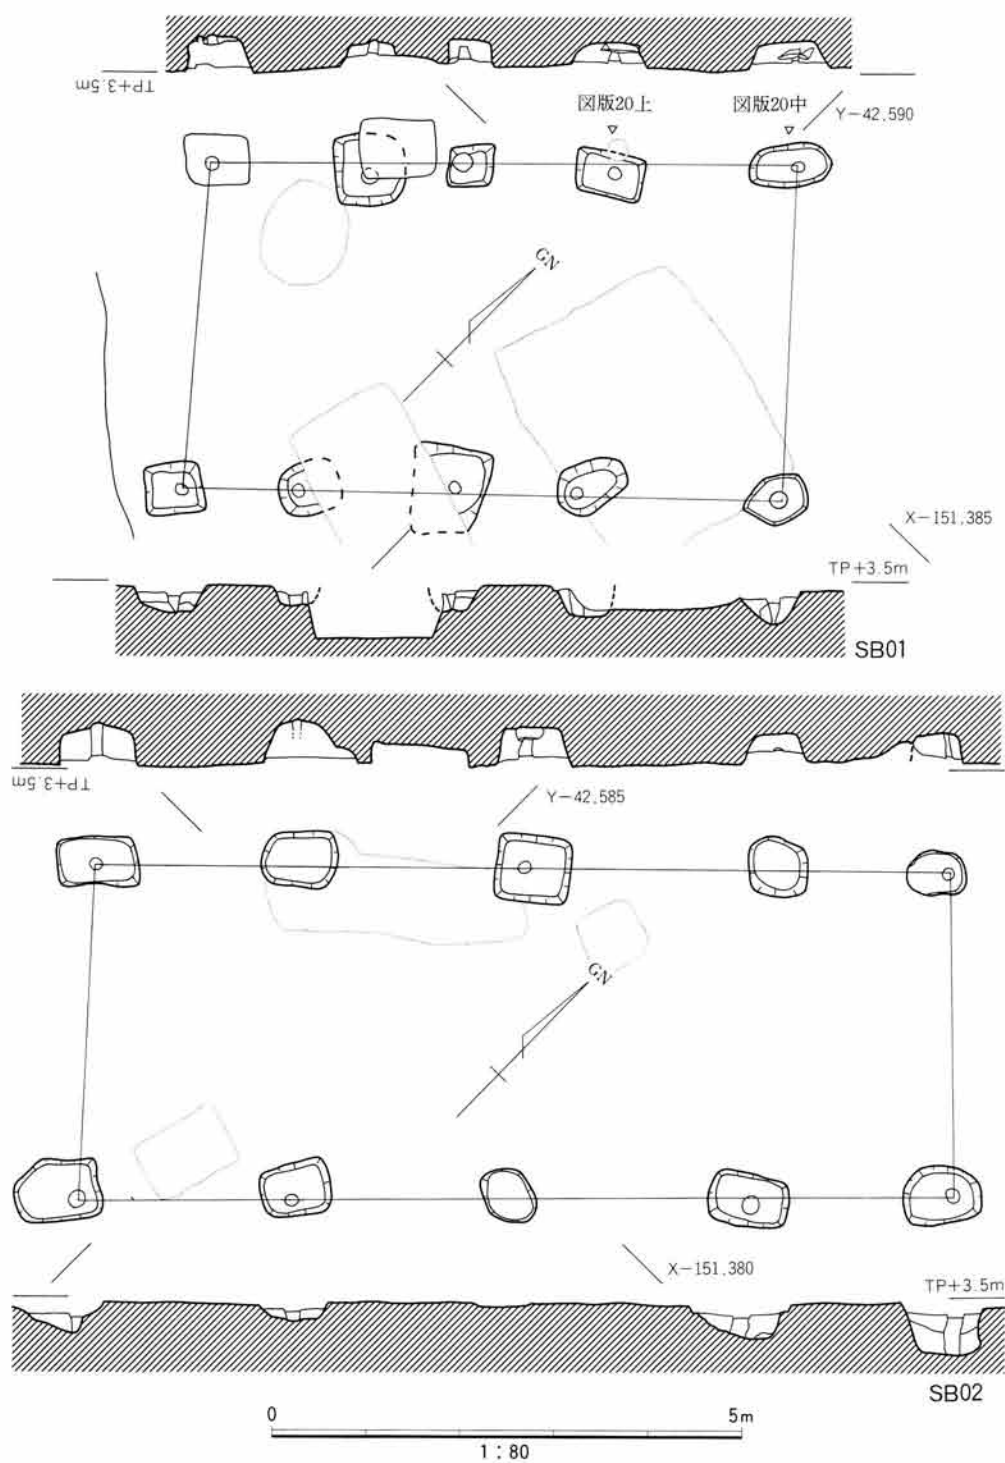 TP+3.5m
図版20上
図版20中
Y-42,590
GN
X-151,385
TP+3.5m
SB01
TP+3.5m
Y-42,585
GN
X-151,380
TP+3.5m
SB02
0 5m
1:80